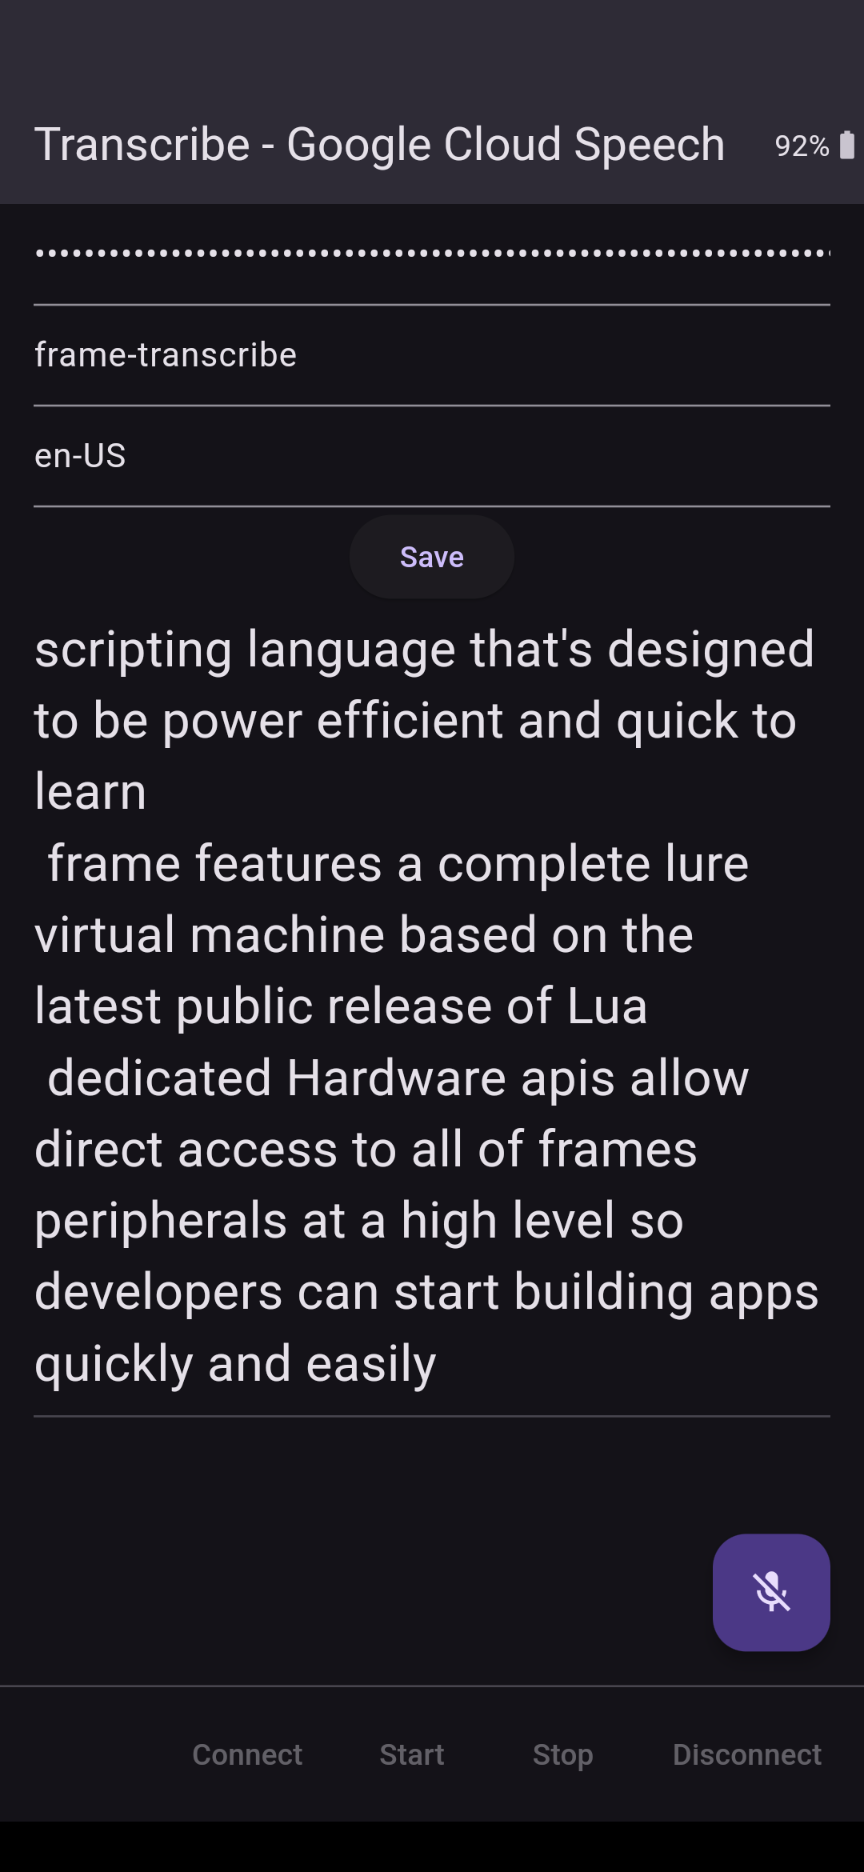 Transcribe - Google Cloud Speech 92%
••••••••••••••••••••••••••••••••••••••••••••••••••••••••••••••••
frame-transcribe
en-US
Save
scripting language that's designed
to be power efficient and quick to
learn
frame features a complete lure
virtual machine based on the
latest public release of Lua
dedicated Hardware apis allow
direct access to all of frames
peripherals at a high level so
developers can start building apps
quickly and easily
Connect Start Stop Disconnect